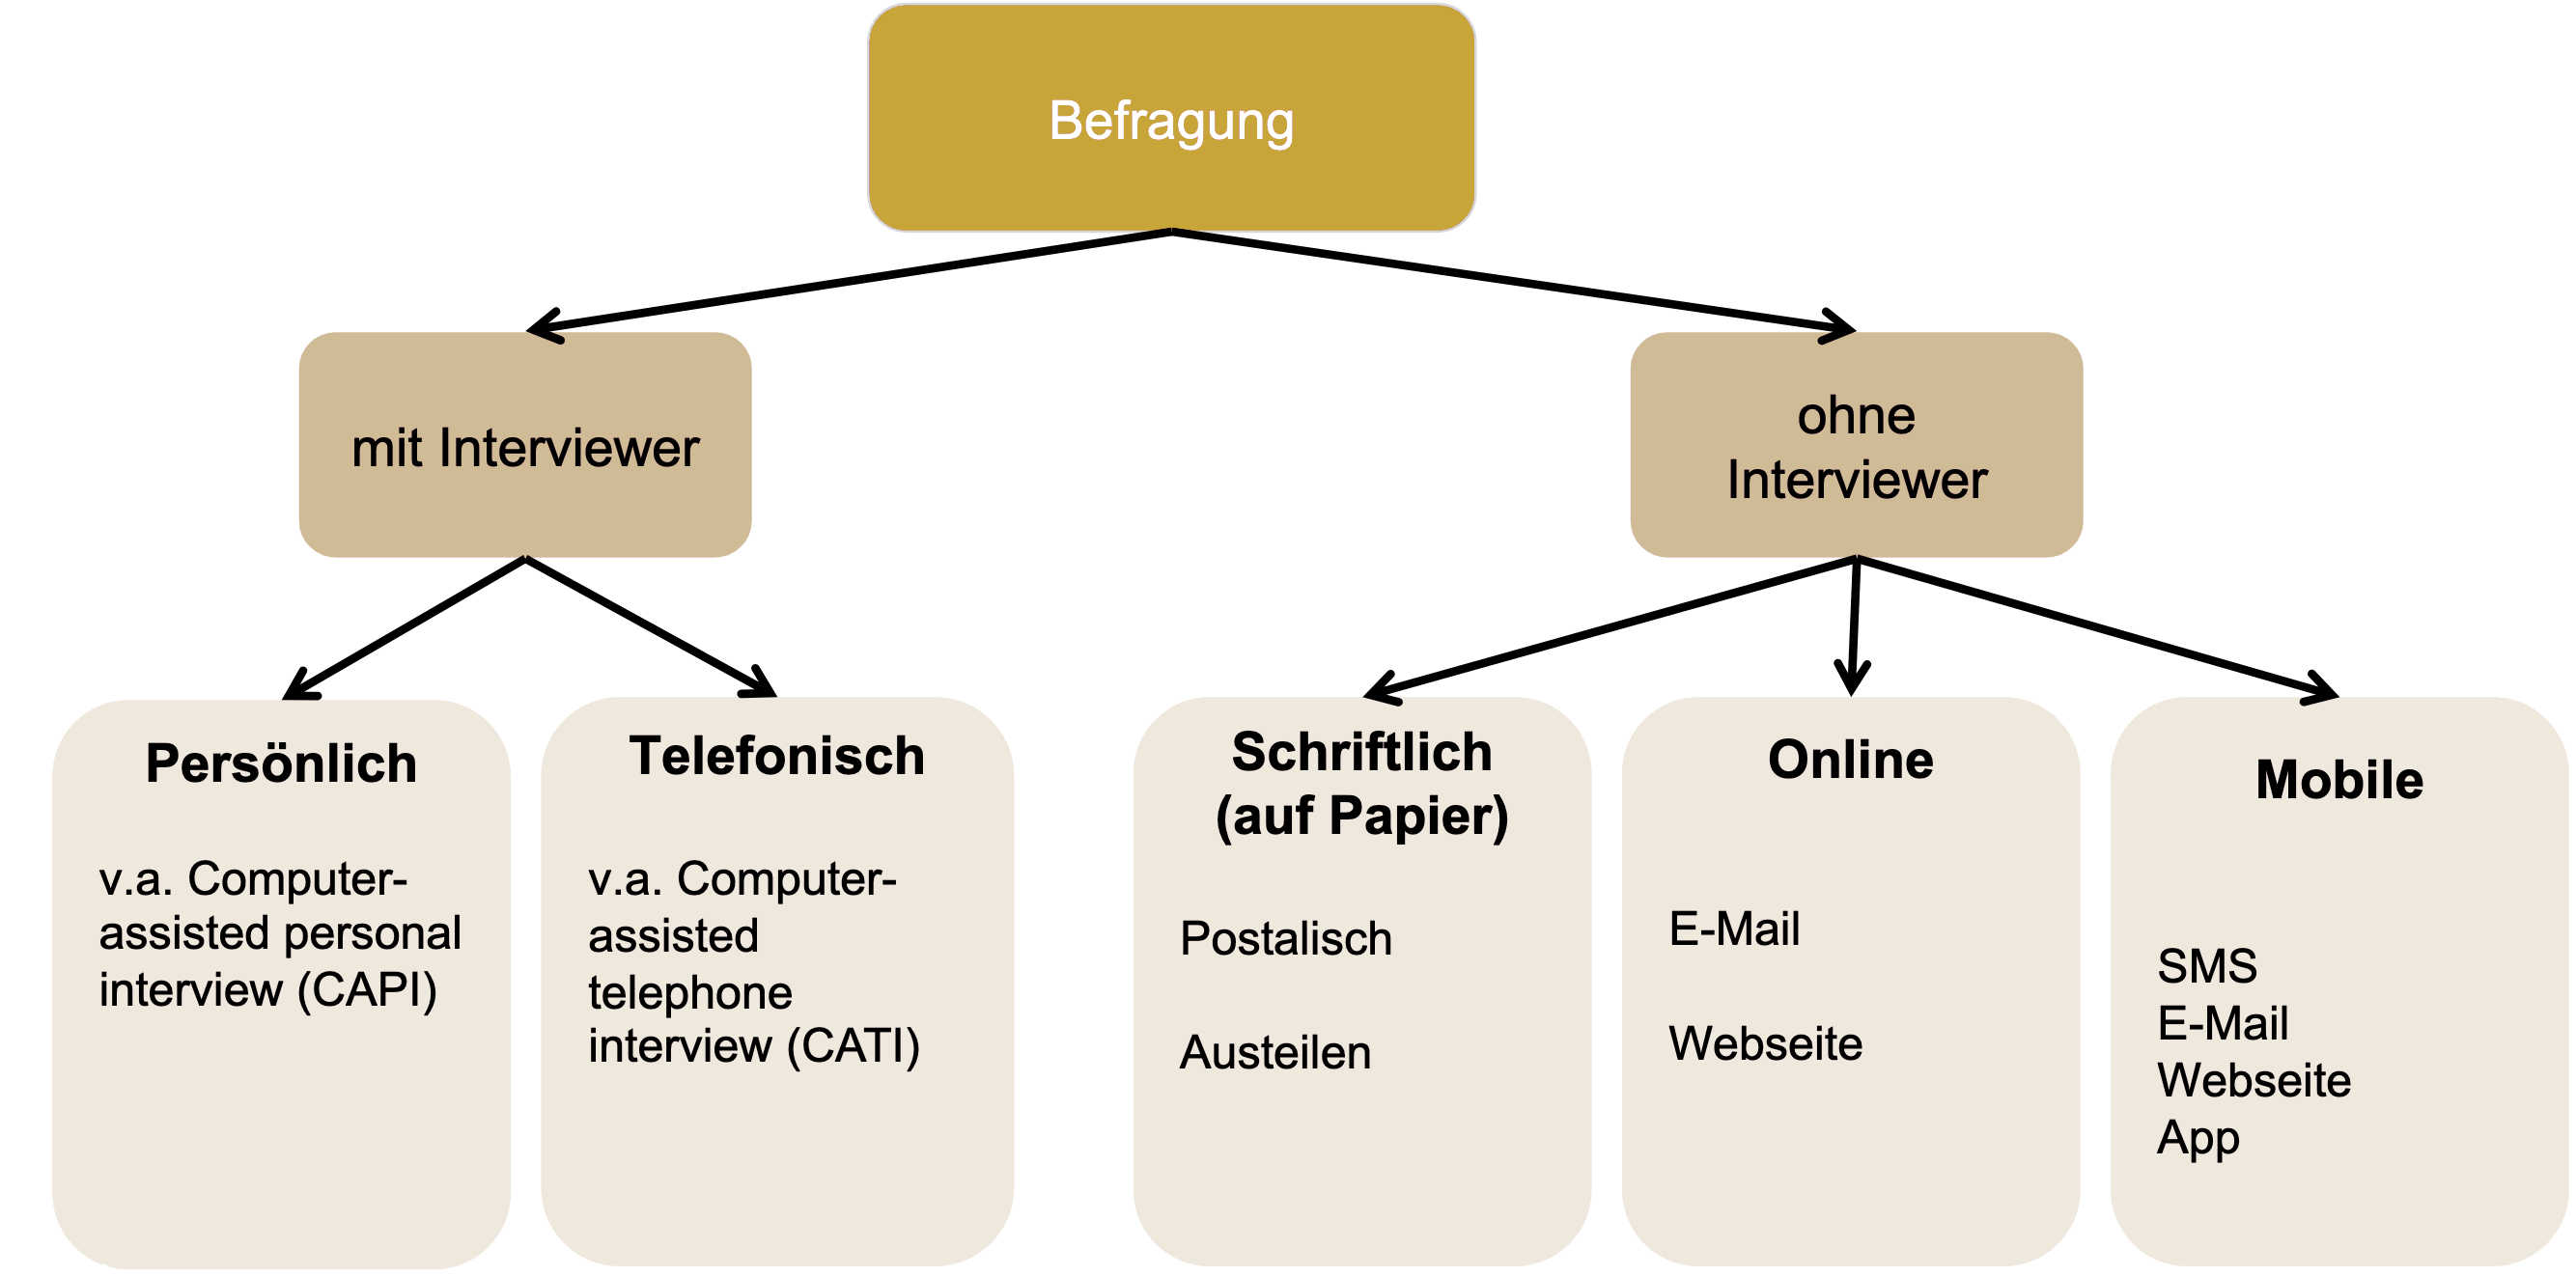 Befragung
mit Interviewer
ohne
Interviewer
Persönlich
v.a. Computer-
assisted personal
interview (CAPI)
Telefonisch
v.a. Computer-
assisted
telephone
interview (CATI)
Schriftlich
(auf Papier)
Postalisch
Austeilen
Online
E-Mail
Webseite
Mobile
SMS
E-Mail
Webseite
App